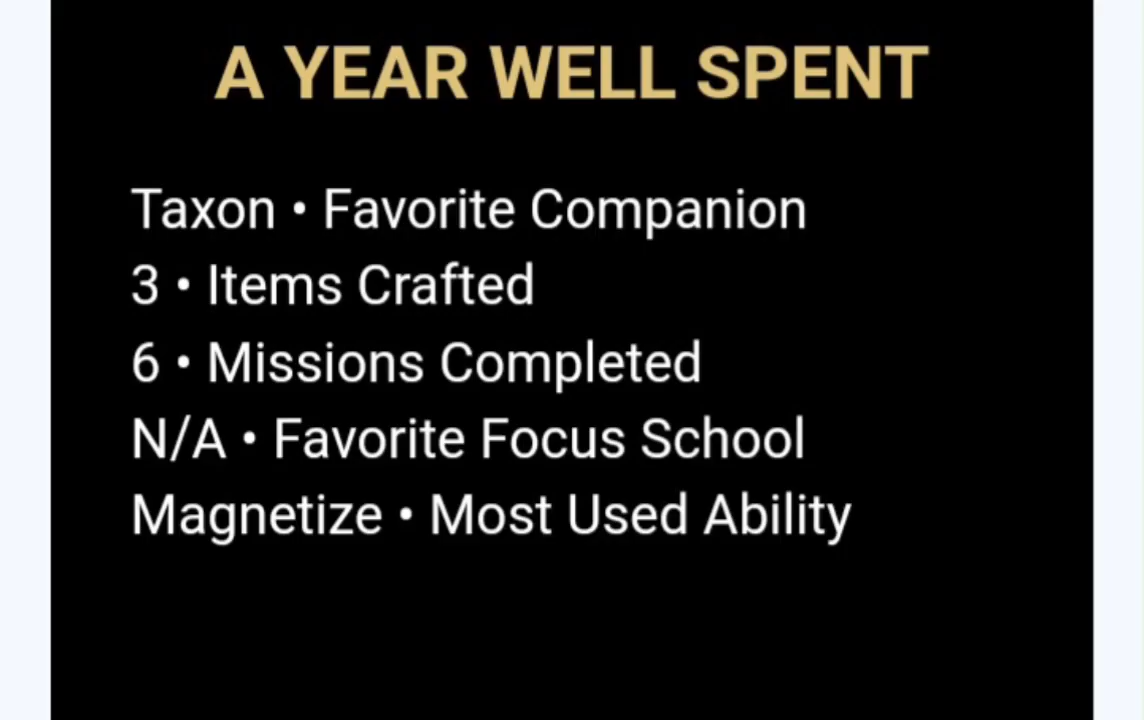 A YEAR WELL SPENT
Taxon • Favorite Companion
3 • Items Crafted
6 • Missions Completed
N/A • Favorite Focus School
Magnetize • Most Used Ability